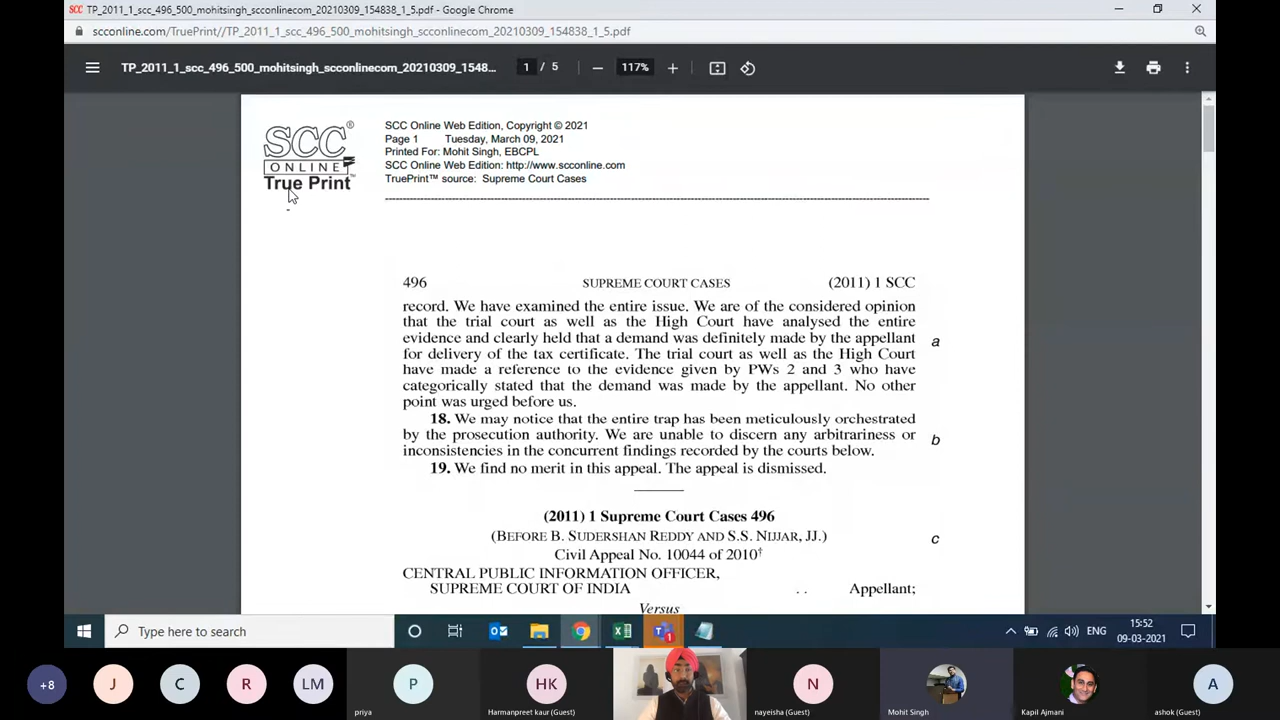 SCC TP_2011_1_scc_496_500_mohitsingh_scconlinecom_20210309_154838_1_5.pdf - Google Chrome
scconline.com/TruePrint//TP_2011_1_scc_496_500_mohitsingh_scconlinecom_20210309_154838_1_5.pdf
TP_2011_1_scc_496_500_mohitsingh_scconlinecom_20210309_1548... 1 / 5 117%
SCC®
ONLINE
True Print™
SCC Online Web Edition, Copyright © 2021
Page 1 Tuesday, March 09, 2021
Printed For: Mohit Singh, EBCPL
SCC Online Web Edition: http://www.scconline.com
TruePrint™ source: Supreme Court Cases
496 SUPREME COURT CASES (2011) 1 SCC
record. We have examined the entire issue. We are of the considered opinion
that the trial court as well as the High Court have analysed the entire
evidence and clearly held that a demand was definitely made by the appellant a
for delivery of the tax certificate. The trial court as well as the High Court
have made a reference to the evidence given by PWs 2 and 3 who have
categorically stated that the demand was made by the appellant. No other
point was urged before us.
18. We may notice that the entire trap has been meticulously orchestrated
by the prosecution authority. We are unable to discern any arbitrariness or b
inconsistencies in the concurrent findings recorded by the courts below.
19. We find no merit in this appeal. The appeal is dismissed.
(2011) 1 Supreme Court Cases 496
(BEFORE B. SUDERSHAN REDDY AND S.S. NIJJAR, JJ.) c
Civil Appeal No. 10044 of 2010†
CENTRAL PUBLIC INFORMATION OFFICER,
SUPREME COURT OF INDIA . . Appellant;
Versus
Type here to search
1
ENG
15:52
09-03-2021
+8 J C R LM P HK N A
priya Harmanpreet kaur (Guest) nayeisha (Guest) Mohit Singh Kapil Ajmani ashok (Guest)